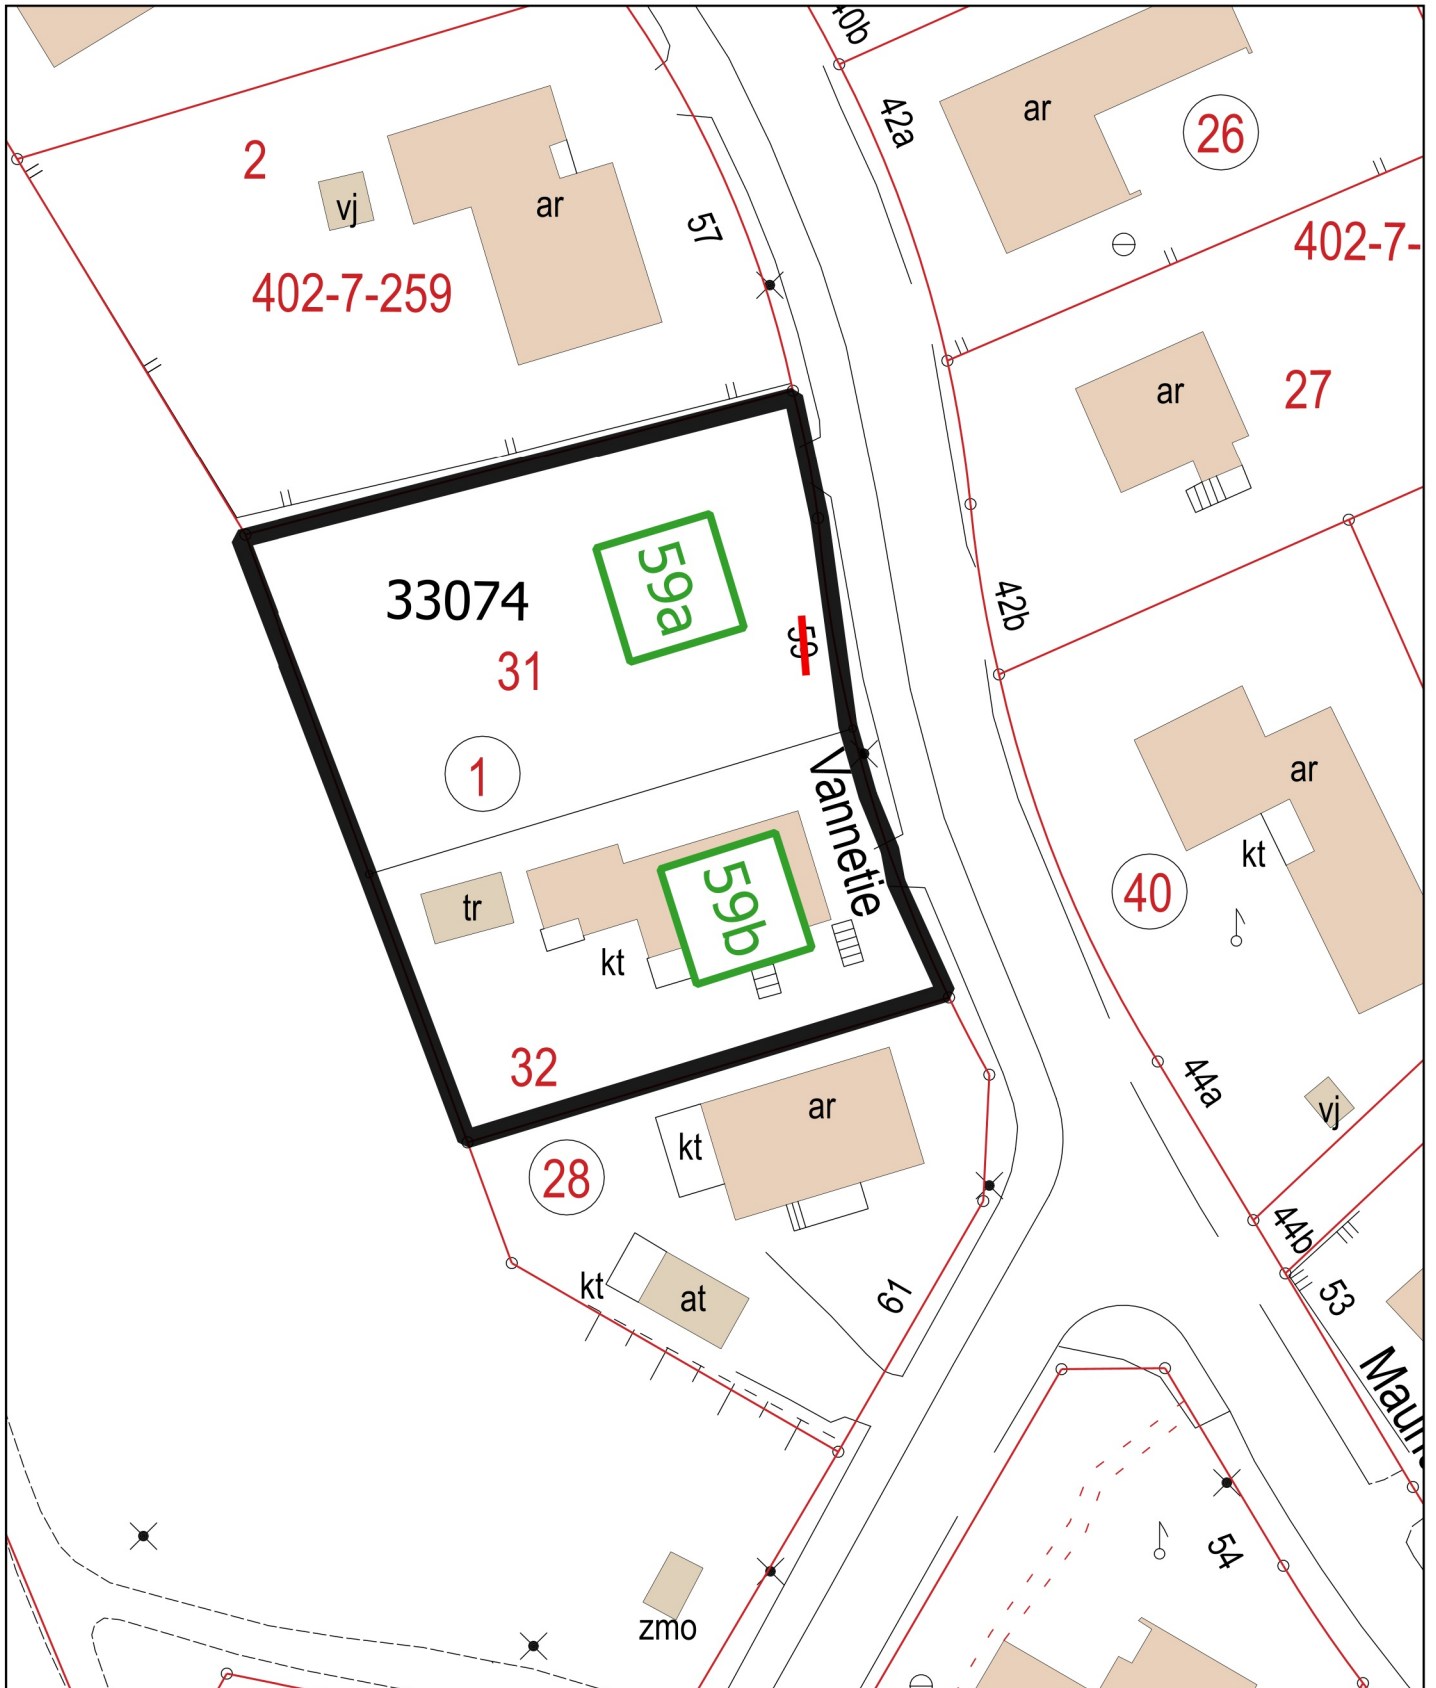 40b
42a
ar
26
2
vj
ar
57
402-7-
402-7-259
ar
27
59a
33074
42b
59
31
1
Vannetie
ar
kt
59b
tr
40
kt
32
44a
ar
vj
kt
28
44b
kt
at
61
53
54
zmo